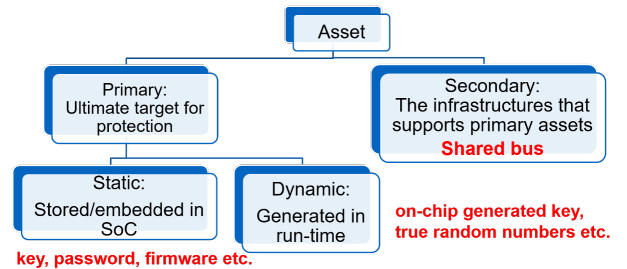 Asset
Primary:
Ultimate target for
protection
Secondary:
The infrastructures that
supports primary assets
Shared bus
Static:
Stored/embedded in
SoC
Dynamic:
Generated in
run-time
on-chip generated key,
true random numbers etc.
key, password, firmware etc.